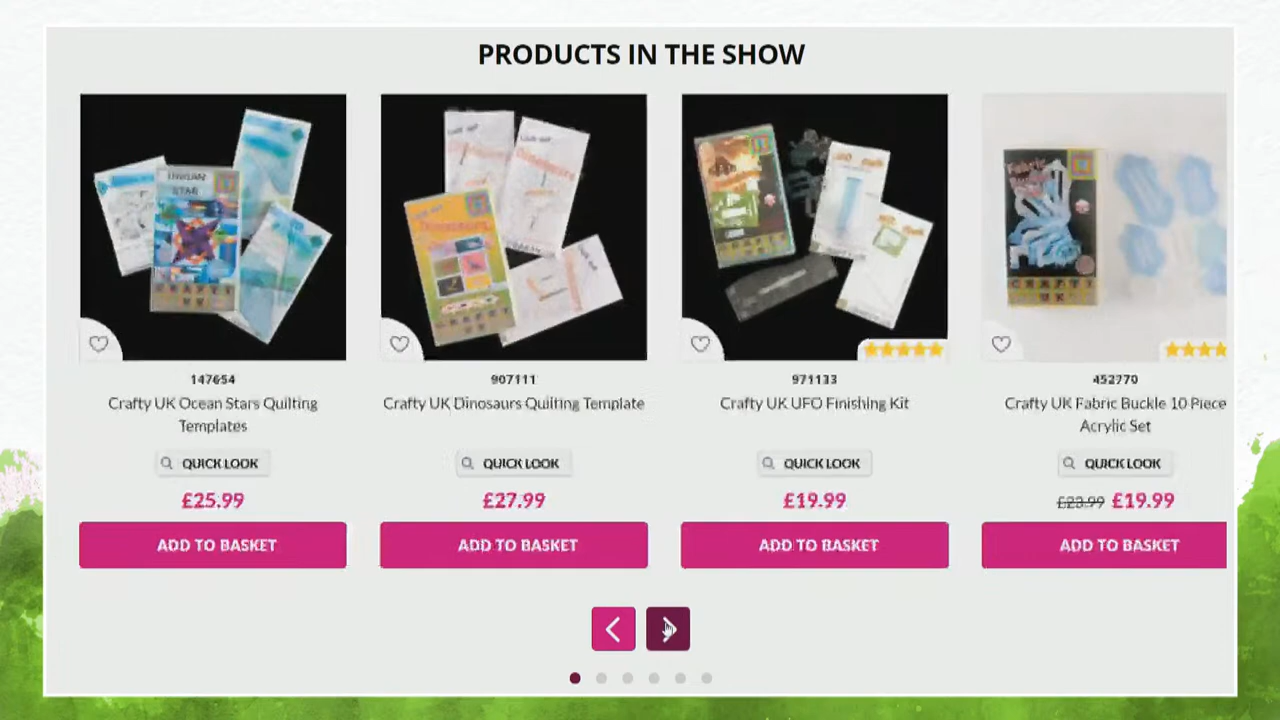 PRODUCTS IN THE SHOW
147654
Crafty UK Ocean Stars Quilting
Templates
QUICK LOOK
£25.99
ADD TO BASKET
907111
Crafty UK Dinosaurs Quilting Template
QUICK LOOK
£27.99
ADD TO BASKET
971133
Crafty UK UFO Finishing Kit
QUICK LOOK
£19.99
ADD TO BASKET
452770
Crafty UK Fabric Buckle 10 Piece
Acrylic Set
QUICK LOOK
£23.99 £19.99
ADD TO BASKET